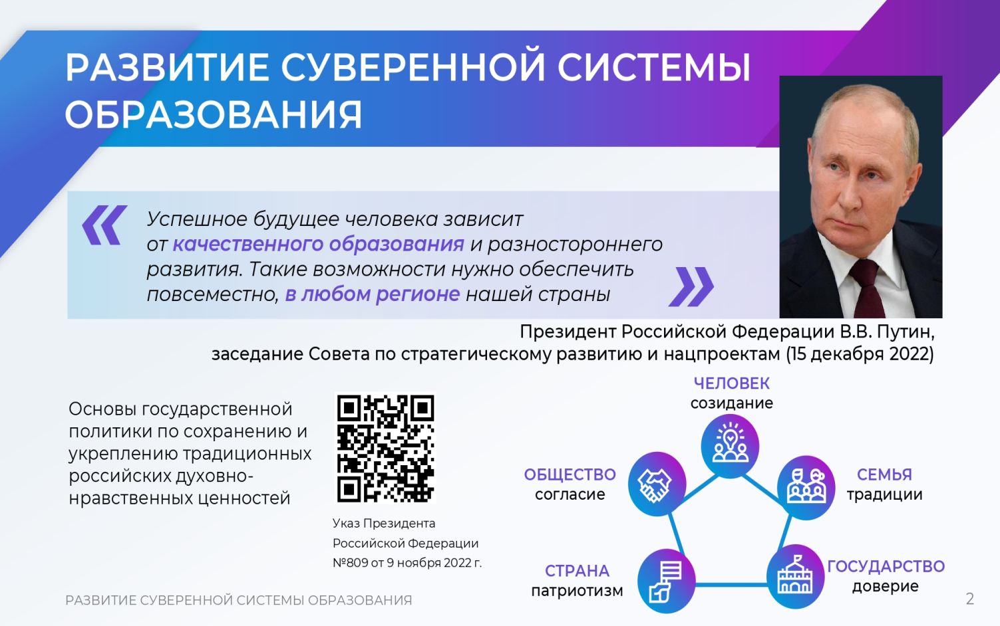 РАЗВИТИЕ СУВЕРЕННОЙ СИСТЕМЫ
ОБРАЗОВАНИЯ
« Успешное будущее человека зависит
от качественного образования и разностороннего
развития. Такие возможности нужно обеспечить
повсеместно, в любом регионе нашей страны »
Президент Российской Федерации В.В. Путин,
заседание Совета по стратегическому развитию и нацпроектам (15 декабря 2022)
Основы государственной
политики по сохранению и
укреплению традиционных
российских духовно-
нравственных ценностей
Указ Президента
Российской Федерации
№809 от 9 ноября 2022 г.
ЧЕЛОВЕК
созидание
ОБЩЕСТВО
согласие
СЕМЬЯ
традиции
СТРАНА
патриотизм
ГОСУДАРСТВО
доверие
РАЗВИТИЕ СУВЕРЕННОЙ СИСТЕМЫ ОБРАЗОВАНИЯ
2